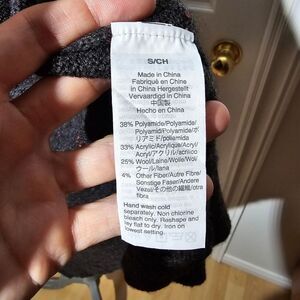 S/CH
Made in China
Fabriqué en Chine
in China Hergestellt
Vervaardigd in China
中国製
Hecho en China
38% Polyamide/Polyamide/
Polyamid/Polyamide/ポ
リアミド/poliamida
33% Acrylic/Acrylique/Acryl/
Acryl/アクリル/acrílico
25% Wool/Laine/Wolle/Wol/
ウール/lana
4% Other Fiber/Autre Fibre/
Sonstige Faser/Andere
Vezel/その他の繊維/otra
fibra
Hand wash cold
separately. Non chlorine
bleach only. Reshape and
lay flat to dry. Iron on
lowest setting.